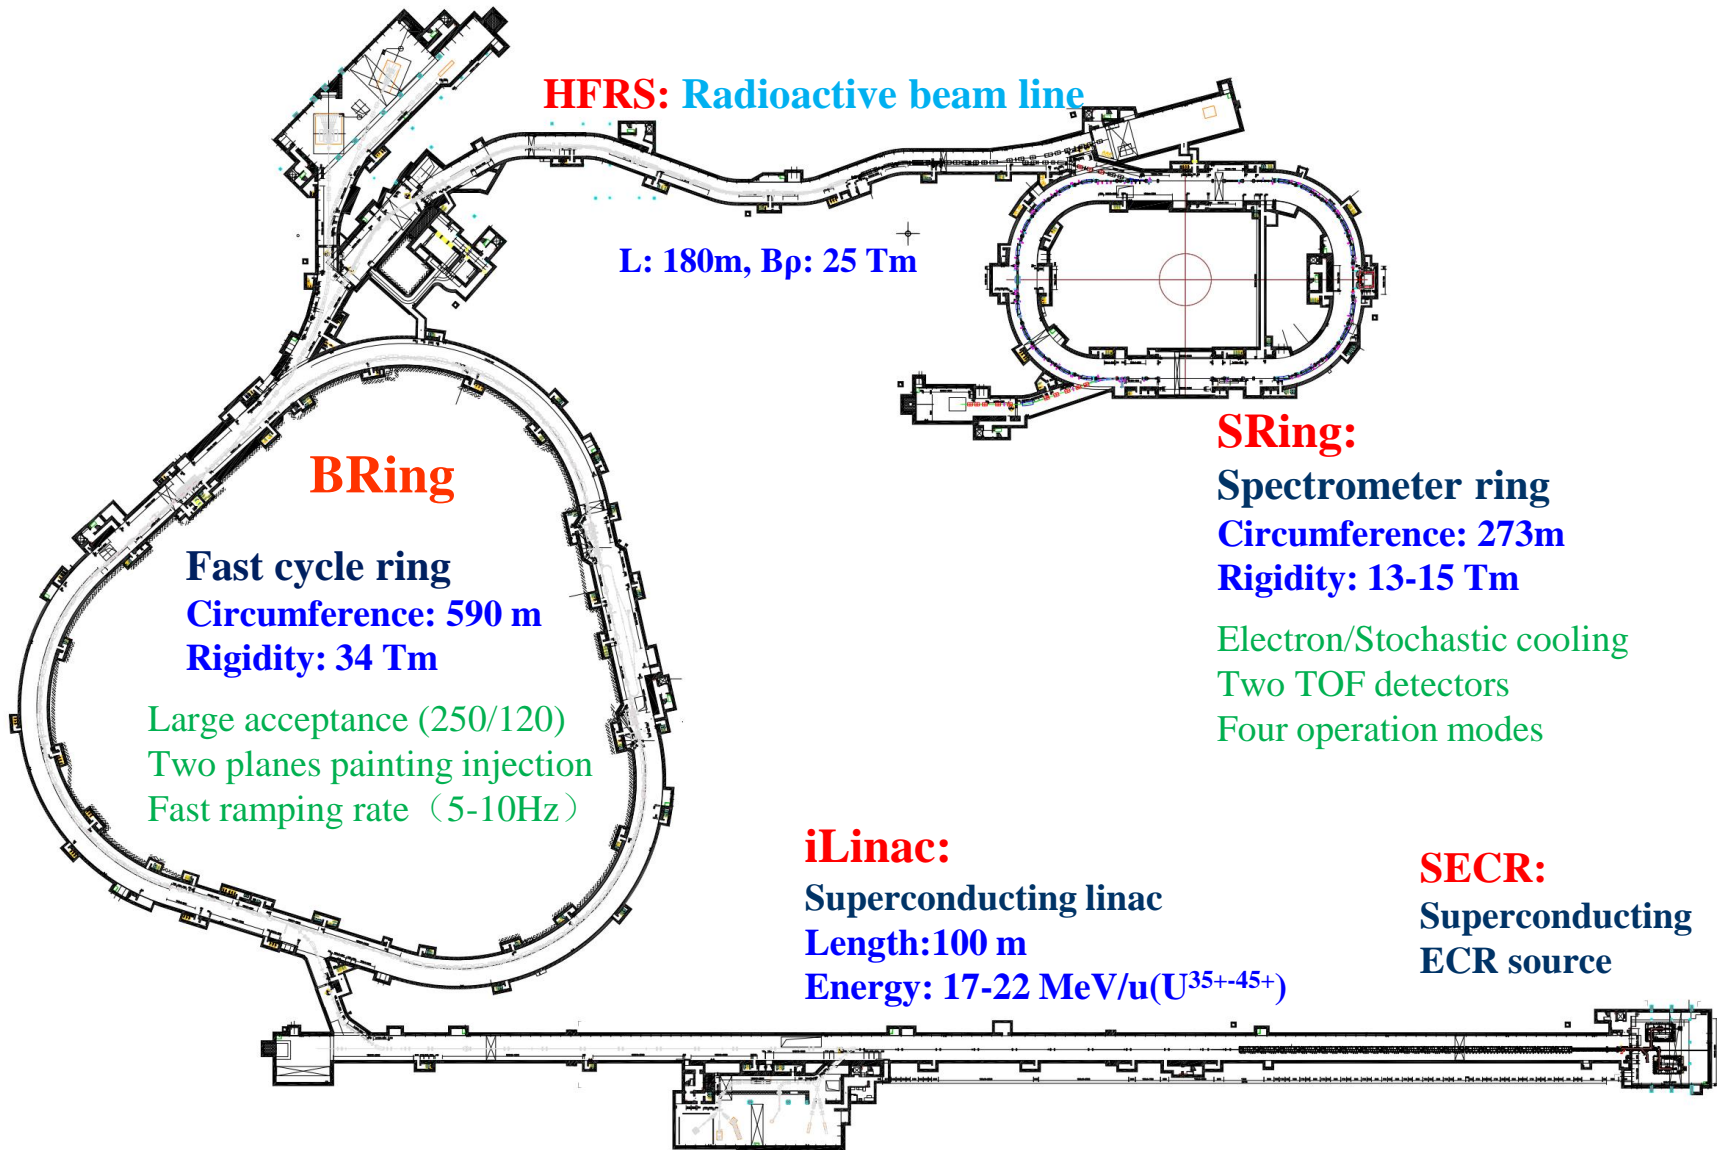 HFRS: Radioactive beam line
L: 180m, Bρ: 25 Tm
BRing
Fast cycle ring
Circumference: 590 m
Rigidity: 34 Tm
Large acceptance (250/120)
Two planes painting injection
Fast ramping rate（5-10Hz）
SRing:
Spectrometer ring
Circumference: 273m
Rigidity: 13-15 Tm
Electron/Stochastic cooling
Two TOF detectors
Four operation modes
iLinac:
Superconducting linac
Length:100 m
Energy: 17-22 MeV/u(U35+-45+)
SECR:
Superconducting
ECR source